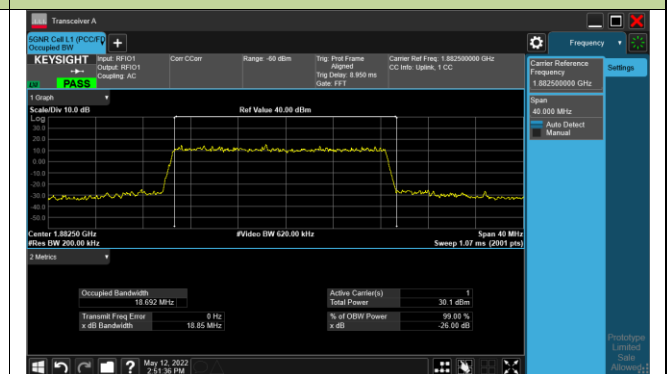 Transceiver A
5GNR Cell L1 (PCC/FD
Occupied BW
Frequency
KEYSIGHT
PASS
Input: RFIO1
Output: RFIO1
Coupling: AC
Corr CCorr
Range: -60 dBm
Trig: Prot Frame
Aligned
Trig Delay: 8.950 ms
Gate: FFT
Carrier Ref Freq: 1.882500000 GHz
CC Info: Uplink, 1 CC
Carrier Reference
Frequency
1.882500000 GHz
Settings
Span
40.000 MHz
Auto Detect
Manual
1 Graph
Scale/Div 10.0 dB
Ref Value 40.00 dBm
Log
30.0
20.0
10.0
0.00
-10.0
-20.0
-30.0
-40.0
-50.0
Center 1.88250 GHz
#Video BW 620.00 kHz
Span 40 MHz
#Res BW 200.00 kHz
Sweep 1.07 ms (2001 pts)
2 Metrics
Occupied Bandwidth
18.692 MHz
Active Carrier(s) 1
Total Power 30.1 dBm
Transmit Freq Error 0 Hz
x dB Bandwidth 18.85 MHz
% of OBW Power 99.00 %
x dB -26.00 dB
Prototype
Limited
Sale
Allowed
May 12, 2022
2:51:36 PM